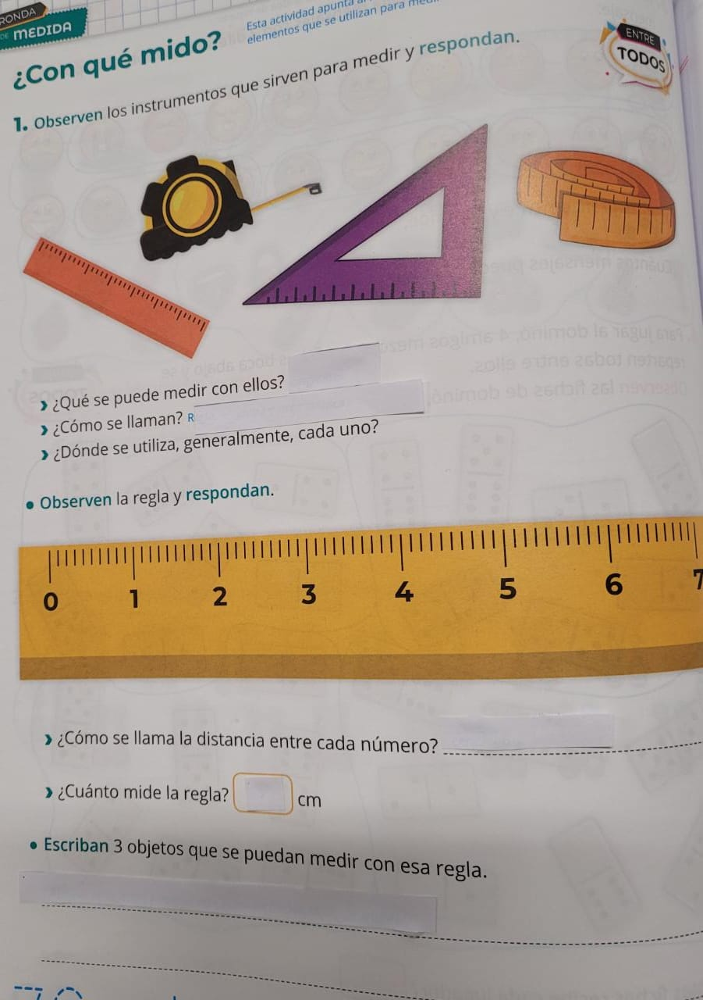 RONDA
DE MEDIDA
¿Con qué mido?
Esta actividad apunta
elementos que se utilizan para
ENTRE
TODOS
1. Observen los instrumentos que sirven para medir y respondan.
¿Qué se puede medir con ellos?
¿Cómo se llaman? R
¿Dónde se utiliza, generalmente, cada uno?
Observen la regla y respondan.
0 1 2 3 4 5 6 7
¿Cómo se llama la distancia entre cada número?
¿Cuánto mide la regla? cm
Escriban 3 objetos que se puedan medir con esa regla.